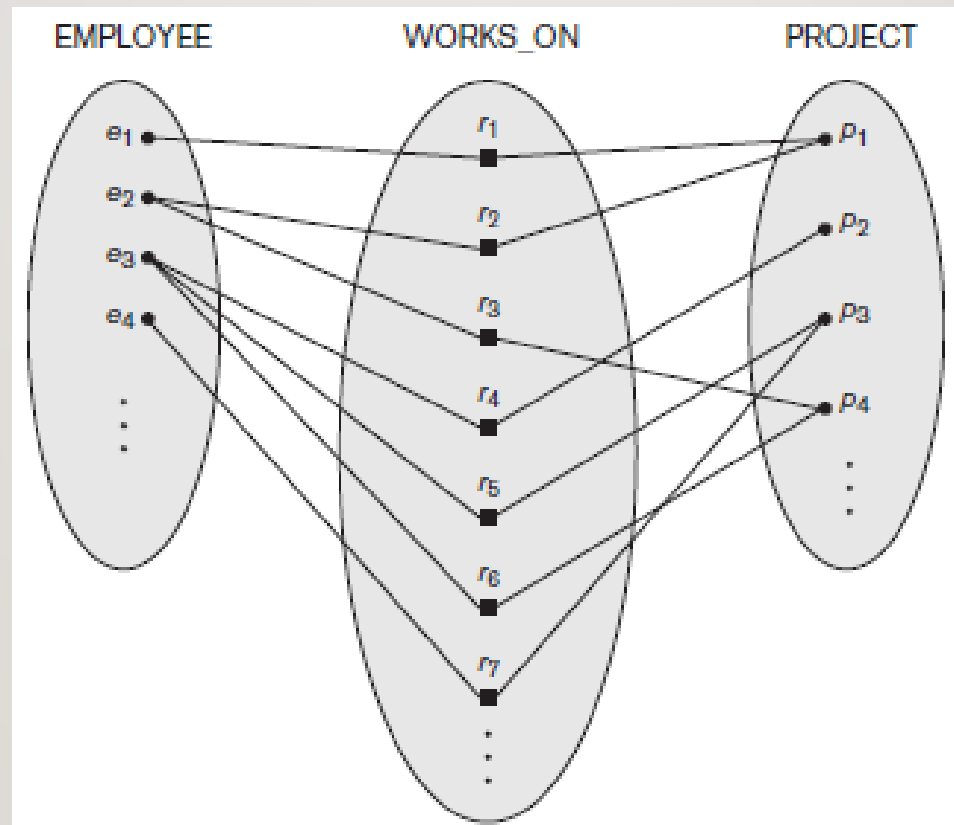 EMPLOYEE WORKS_ON PROJECT
e1
e2
e3
e4
r1
r2
r3
r4
r5
r6
r7
p1
p2
p3
p4